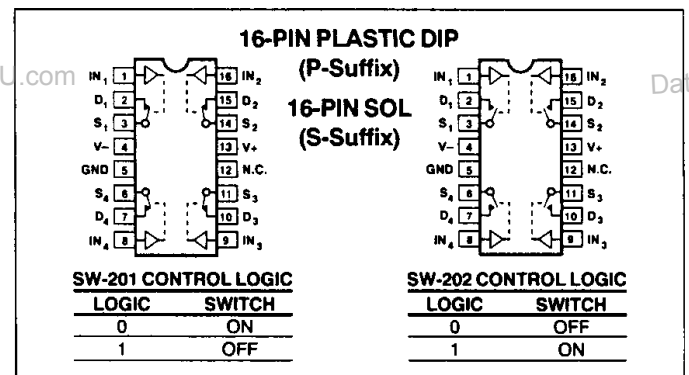 16-PIN PLASTIC DIP
(P-Suffix)
16-PIN SOL
(S-Suffix)
U.com
Dat
IN1 1 16 IN2
D1 2 15 D2
S1 3 14 S2
V– 4 13 V+
GND 5 12 N.C.
S4 6 11 S3
D4 7 10 D3
IN4 8 9 IN3
SW-201 CONTROL LOGIC
LOGIC SWITCH
0 ON
1 OFF
IN1 1 16 IN2
D1 2 15 D2
S1 3 14 S2
V– 4 13 V+
GND 5 12 N.C.
S4 6 11 S3
D4 7 10 D3
IN4 8 9 IN3
SW-202 CONTROL LOGIC
LOGIC SWITCH
0 OFF
1 ON